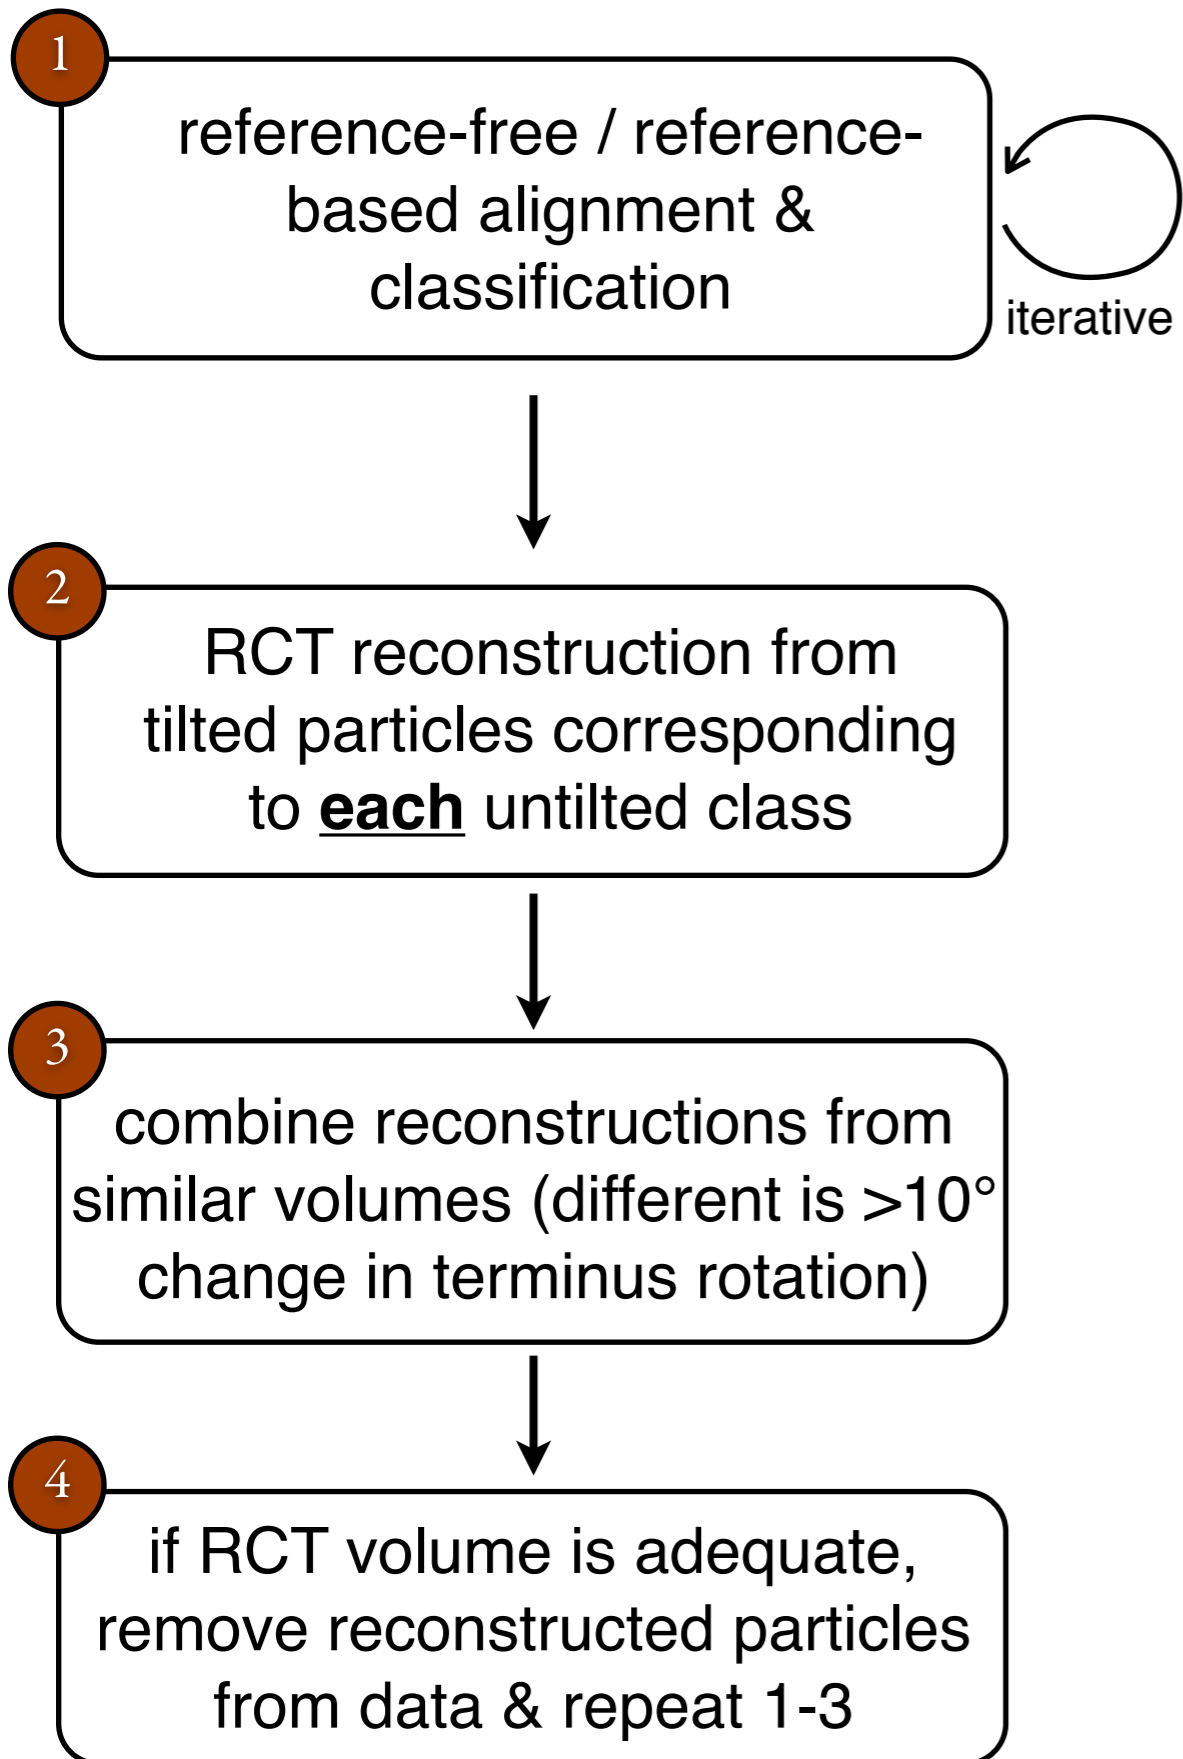 1
reference-free / reference-
based alignment &
classification
iterative
2
RCT reconstruction from
tilted particles corresponding
to each untilted class
3
combine reconstructions from
similar volumes (different is >10°
change in terminus rotation)
4
if RCT volume is adequate,
remove reconstructed particles
from data & repeat 1-3